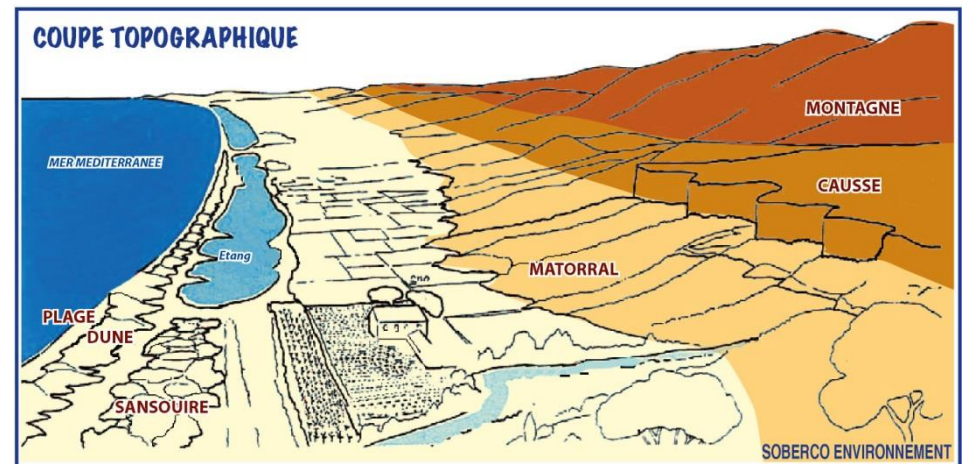 COUPE TOPOGRAPHIQUE
MONTAGNE
MER MEDITERRANEE
CAUSSE
Etang
MATORRAL
PLAGE
DUNE
SANSOUIRE
SOBERCO ENVIRONNEMENT